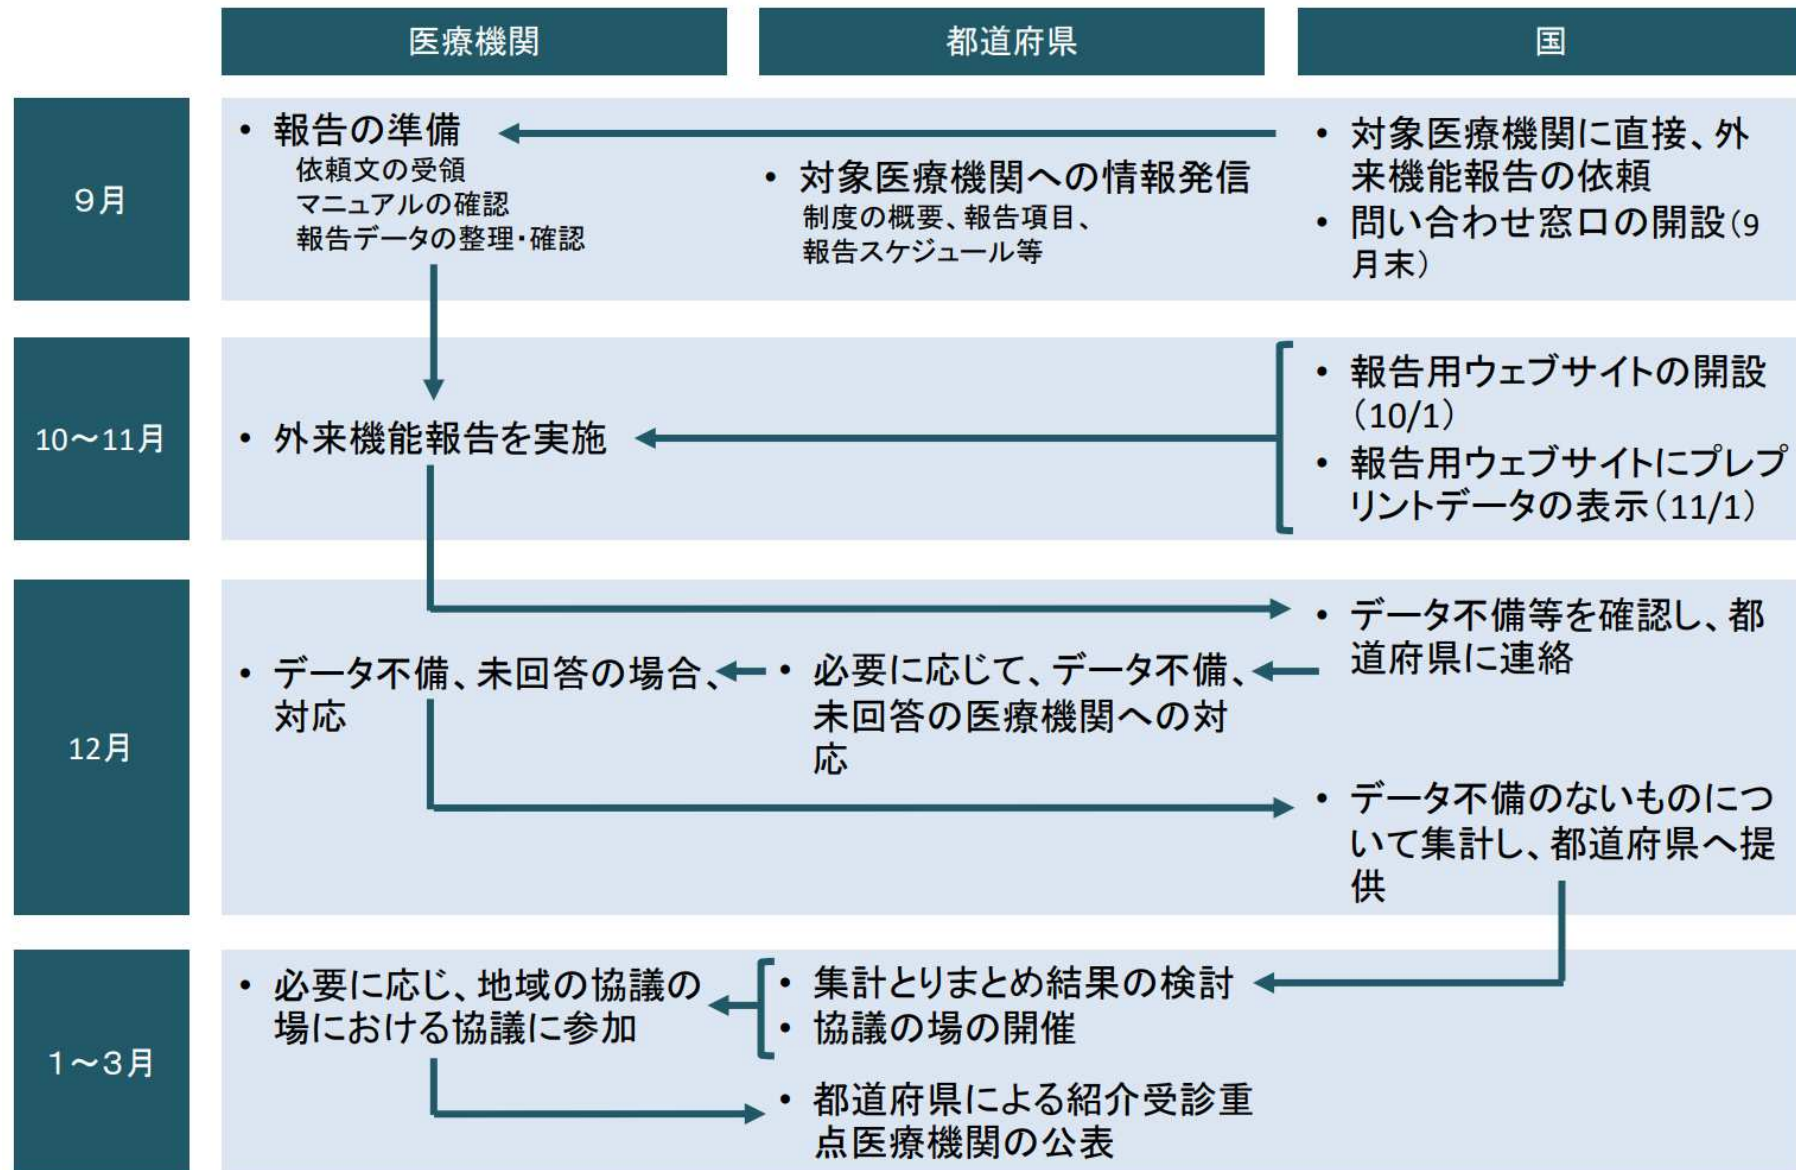 医療機関
都道府県
国
9月
• 報告の準備
依頼文の受領
マニュアルの確認
報告データの整理・確認
• 対象医療機関への情報発信
制度の概要、報告項目、
報告スケジュール等
• 対象医療機関に直接、外
来機能報告の依頼
• 問い合わせ窓口の開設(9
月末)
10～11月
• 外来機能報告を実施
• 報告用ウェブサイトの開設
(10/1)
• 報告用ウェブサイトにプレプ
リントデータの表示(11/1)
12月
• データ不備等を確認し、都
道府県に連絡
• 必要に応じて、データ不備、
未回答の医療機関への対
応
• データ不備、未回答の場合、
対応
• データ不備のないものにつ
いて集計し、都道府県へ提
供
1～3月
• 必要に応じ、地域の協議の
場における協議に参加
• 集計とりまとめ結果の検討
• 協議の場の開催
• 都道府県による紹介受診重
点医療機関の公表